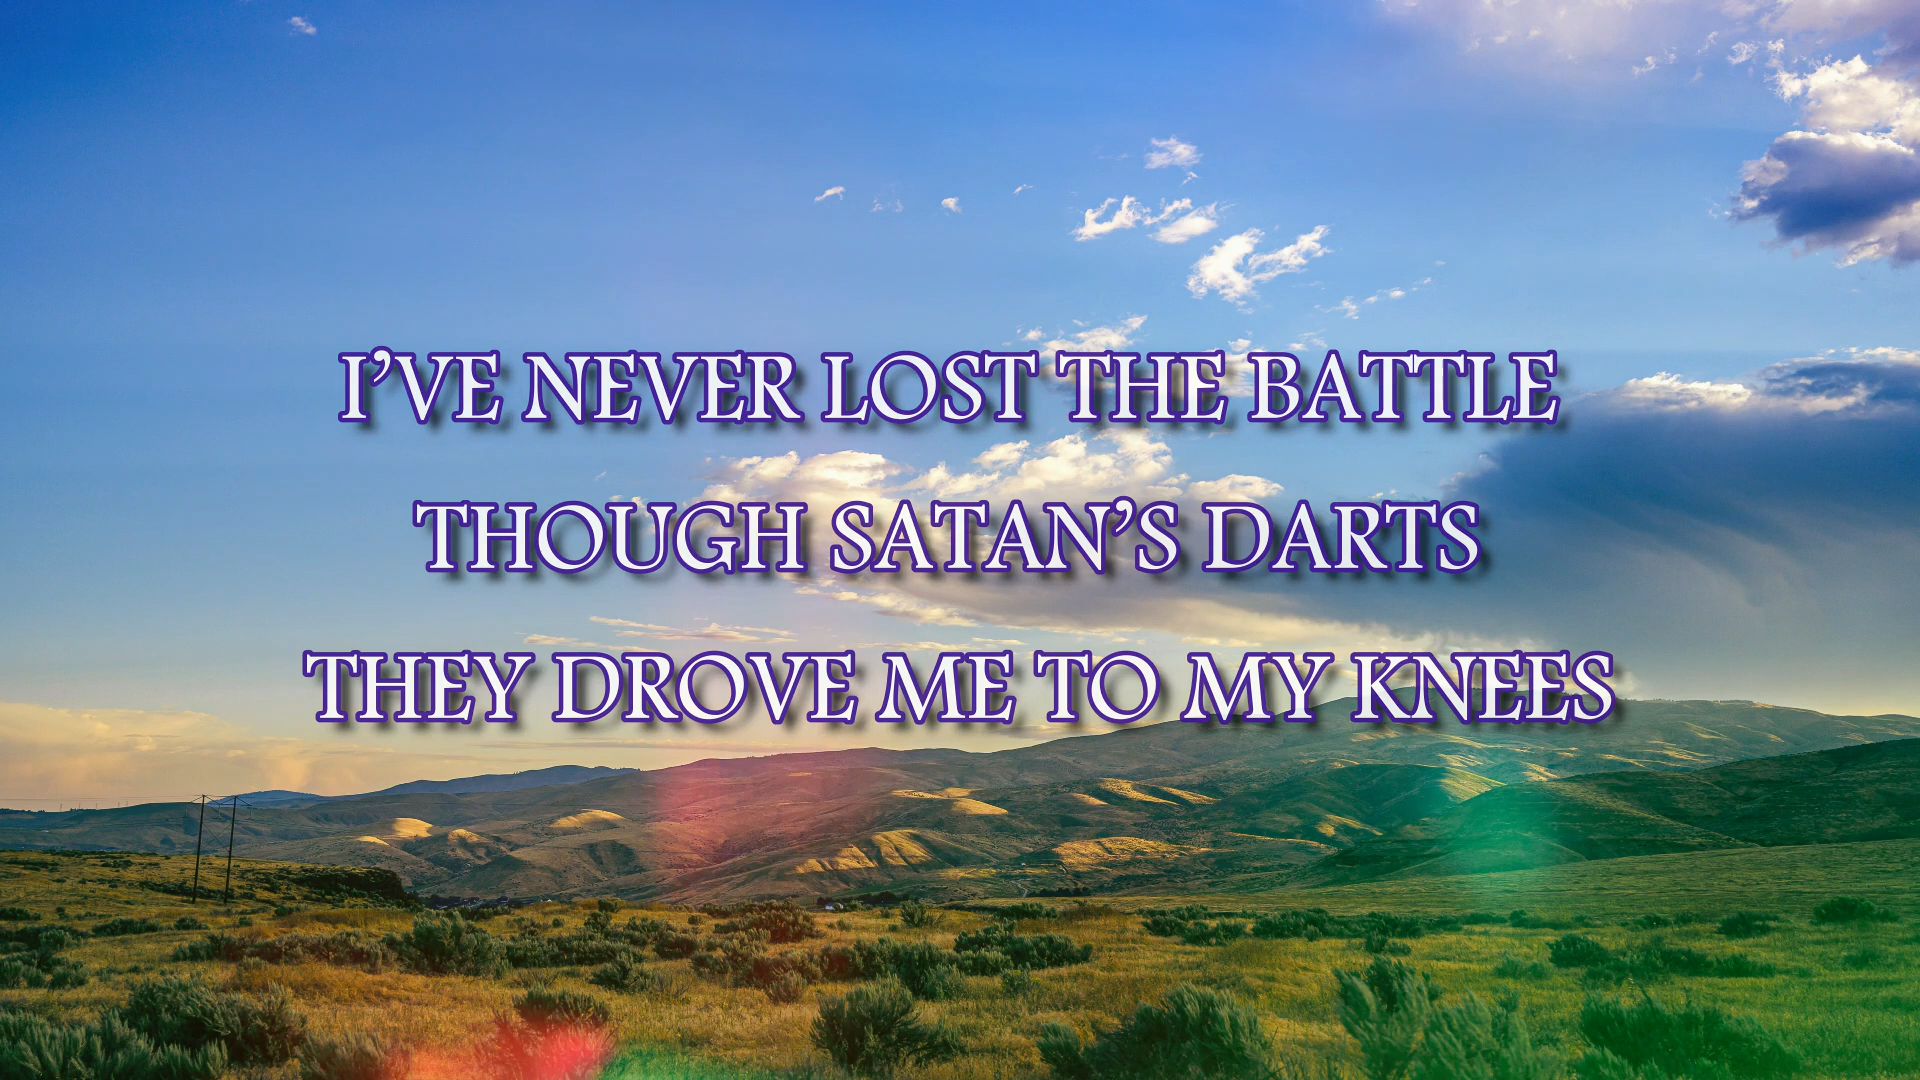 I’VE NEVER LOST THE BATTLE
THOUGH SATAN’S DARTS
THEY DROVE ME TO MY KNEES